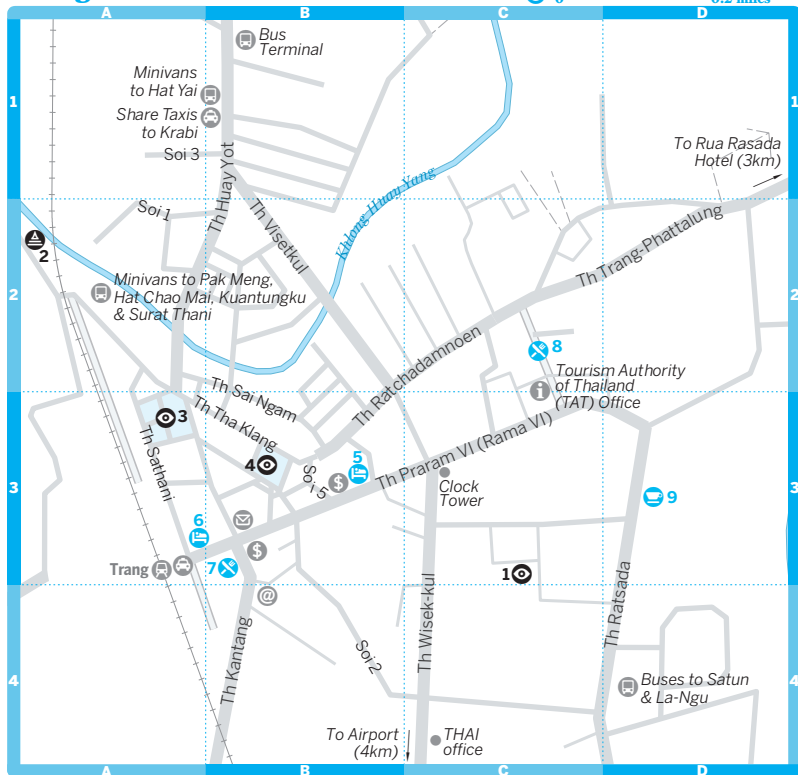 0.2 miles
A
B
C
D
Bus
Terminal
Minivans
to Hat Yai
1
1
Share Taxis
to Krabi
Soi 3
To Rua Rasada
Hotel (3km)
Th Huay Yot
Khlong Huau Yang
Soi 1
Th Visetkul
Th Trang-Phattalung
2
2
2
Minivans to Pak Meng,
Hat Chao Mai, Kuantungku
& Surat Thani
8
Th Ratchadamnoen
Tourism Authority
of Thailand
(TAT) Office
Th Sai Ngam
Th Tha Klang
3
Th Praram VI (Rama VI)
Th Sathani
4
5
Soi 5
$
3
3
Clock
Tower
9
6
$
Trang
7
1
@
Th Wisek-kul
Th Ratsada
Th Kantang
Soi 2
4
4
Buses to Satun
& La-Ngu
To Airport
(4km)
THAI
office
A
B
C
D